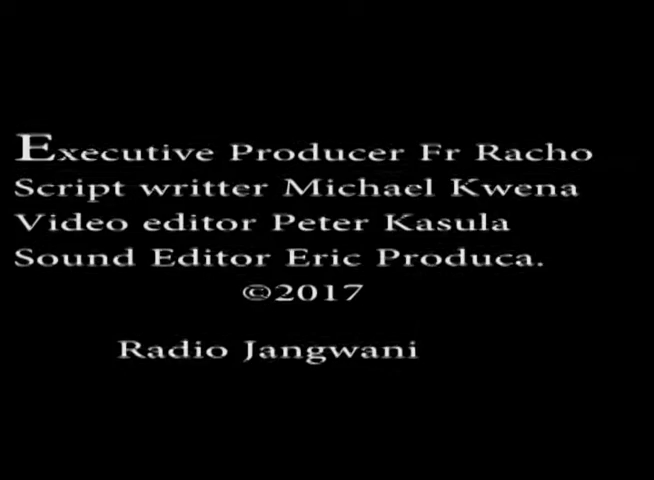 Executive Producer Fr Racho
Script writter Michael Kwena
Video editor Peter Kasula
Sound Editor Eric Produca.
©2017
Radio Jangwani